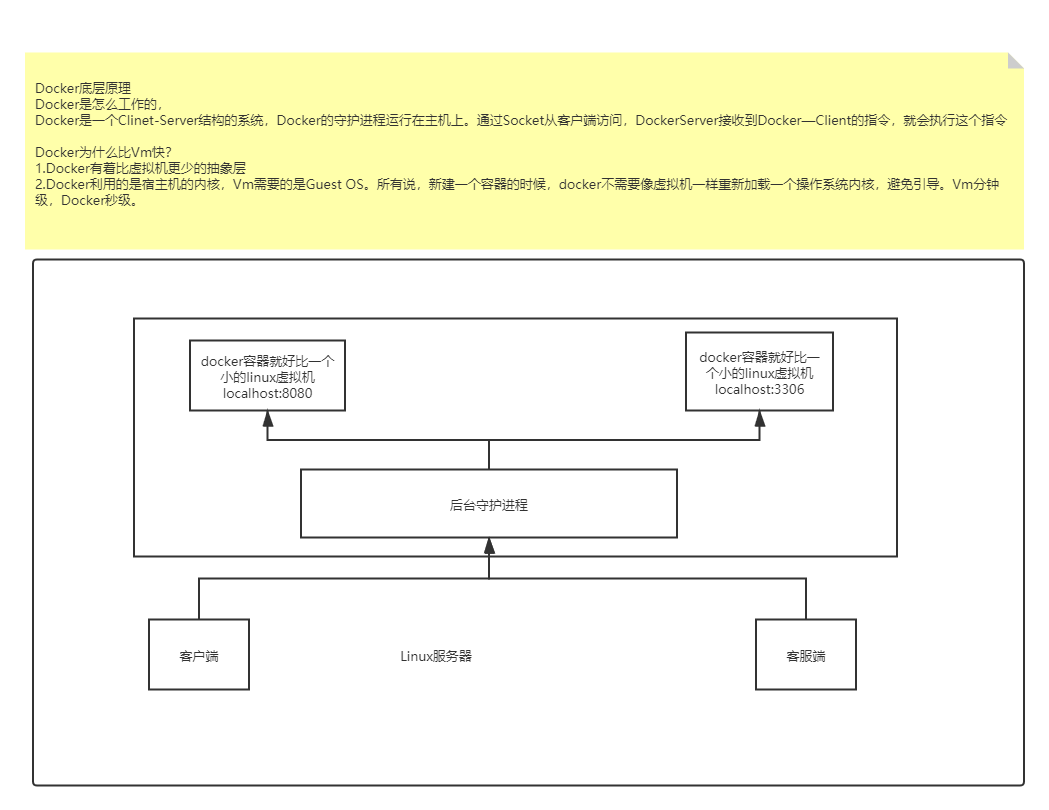 Docker底层原理
Docker是怎么工作的，
Docker是一个Clinet-Server结构的系统，Docker的守护进程运行在主机上。通过Socket从客户端访问，DockerServer接收到Docker—Client的指令，就会执行这个指令
Docker为什么比Vm快？
1.Docker有着比虚拟机更少的抽象层
2.Docker利用的是宿主机的内核，Vm需要的是Guest OS。所有说，新建一个容器的时候，docker不需要像虚拟机一样重新加载一个操作系统内核，避免引导。Vm分钟
级，Docker秒级。
docker容器就好比一个
小的linux虚拟机
localhost:8080
docker容器就好比一
个小的linux虚拟机
localhost:3306
后台守护进程
客户端
Linux服务器
客服端